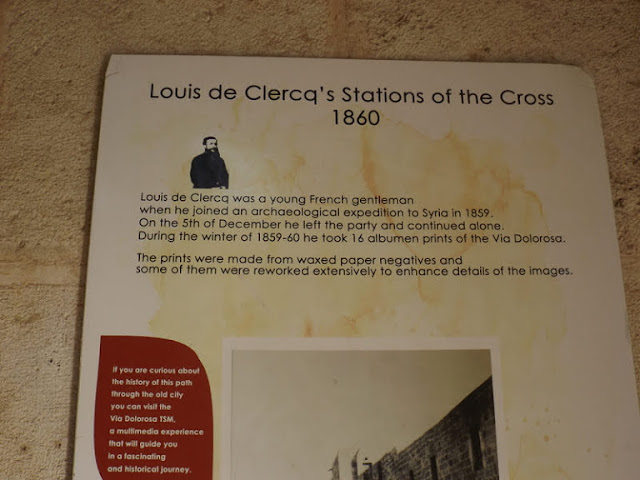 Louis de Clercq's Stations of the Cross
1860
Louis de Clercq was a young French gentleman
when he joined an archaeological expedition to Syria in 1859.
On the 5th of December he left the party and continued alone.
During the winter of 1859-60 he took 16 albumen prints of the Via Dolorosa.
The prints were made from waxed paper negatives and
some of them were reworked extensively to enhance details of the images.
If you are curious about
the history of this path
through the old city
you can visit the
Via Dolorosa TSM,
a multimedia experience
that will guide you
in a fascinating
and historical journey.